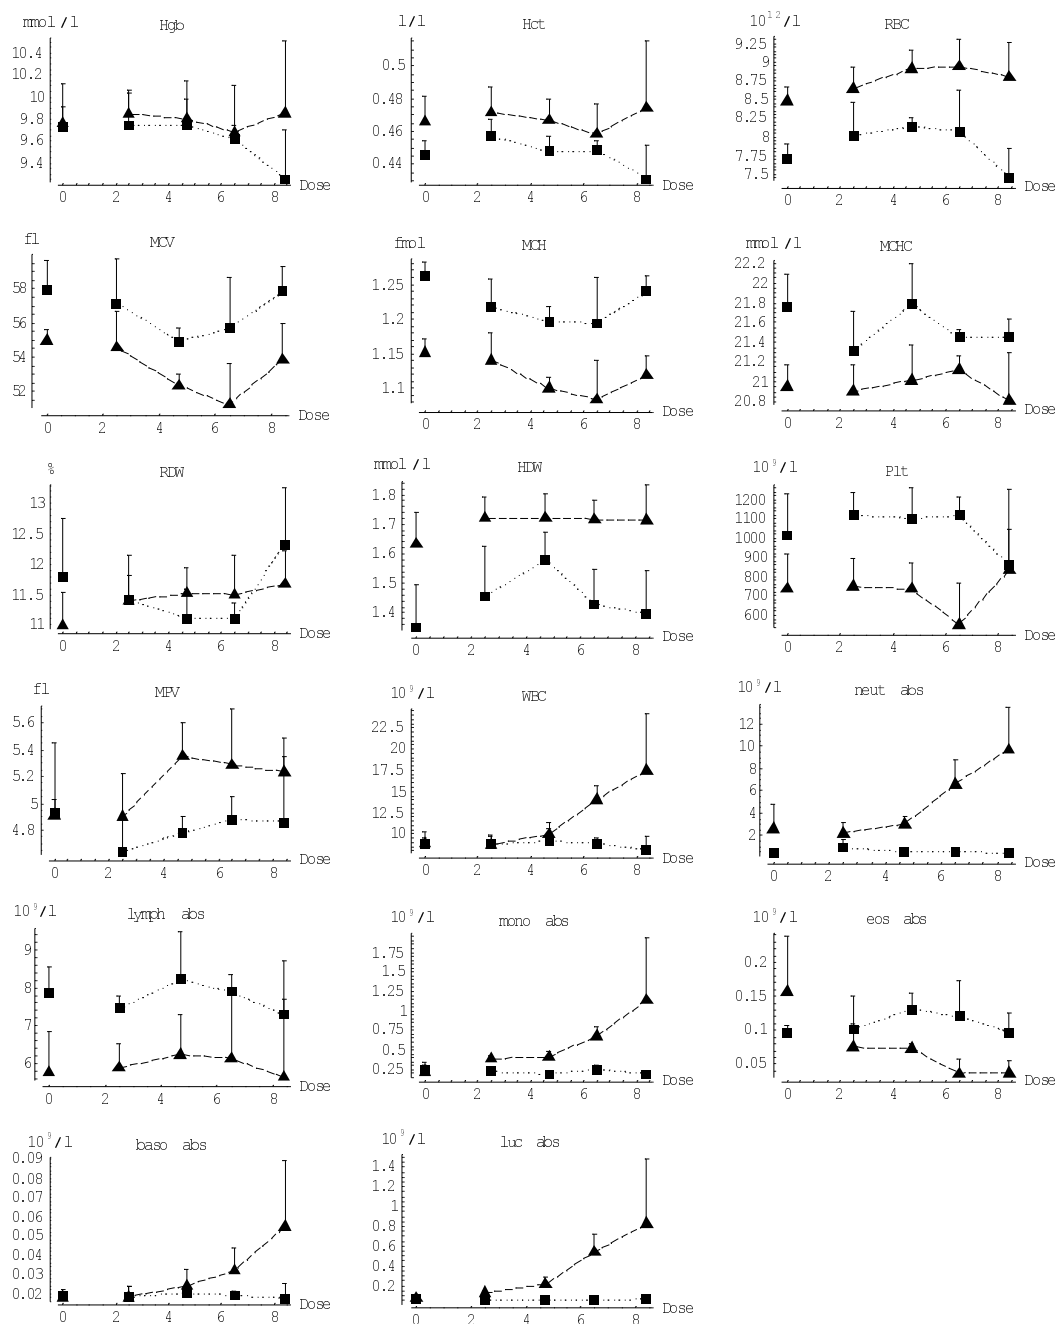 mmol/l Hgb
10.4
10.2
10
9.8
9.6
9.4
0 2 4 6 8 Dose
l/l Hct
0.5
0.48
0.46
0.44
0 2 4 6 8 Dose
10¹²/l RBC
9.25
9
8.75
8.5
8.25
8
7.75
7.5
0 2 4 6 8 Dose
fl MCV
58
56
54
52
0 2 4 6 8 Dose
fmol MCH
1.25
1.2
1.15
1.1
0 2 4 6 8 Dose
mmol/l MCHC
22.2
22
21.8
21.6
21.4
21.2
21
20.8
0 2 4 6 8 Dose
% RDW
13
12.5
12
11.5
11
0 2 4 6 8 Dose
mmol/l HDW
1.8
1.7
1.6
1.5
1.4
0 2 4 6 8 Dose
10⁹/l Plt
1200
1100
1000
900
800
700
600
0 2 4 6 8 Dose
fl MPV
5.6
5.4
5.2
5
4.8
0 2 4 6 8 Dose
10⁹/l WBC
22.5
20
17.5
15
12.5
10
0 2 4 6 8 Dose
10⁹/l neut abs
12
10
8
6
4
2
0 2 4 6 8 Dose
10⁹/l lymph abs
9
8
7
6
0 2 4 6 8 Dose
10⁹/l mono abs
1.75
1.5
1.25
1
0.75
0.5
0.25
0 2 4 6 8 Dose
10⁹/l eos abs
0.2
0.15
0.1
0.05
0 2 4 6 8 Dose
10⁹/l baso abs
0.09
0.08
0.07
0.06
0.05
0.04
0.03
0.02
0 2 4 6 8 Dose
10⁹/l luc abs
1.4
1.2
1
0.8
0.6
0.4
0.2
0 2 4 6 8 Dose